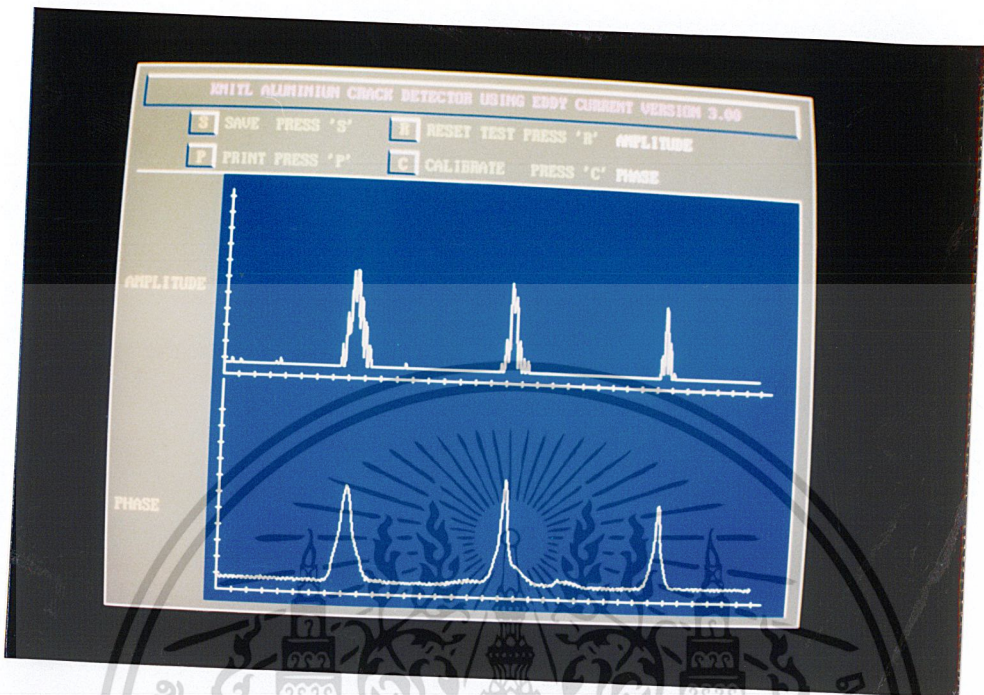 KMITL ALUMINIUM CRACK DETECTOR USING EDDY CURRENT VERSION 3.00
S SAVE PRESS 'S' R RESET TEST PRESS 'R' AMPLITUDE
P PRINT PRESS 'P' C CALIBRATE PRESS 'C' PHASE
AMPLITUDE
PHASE